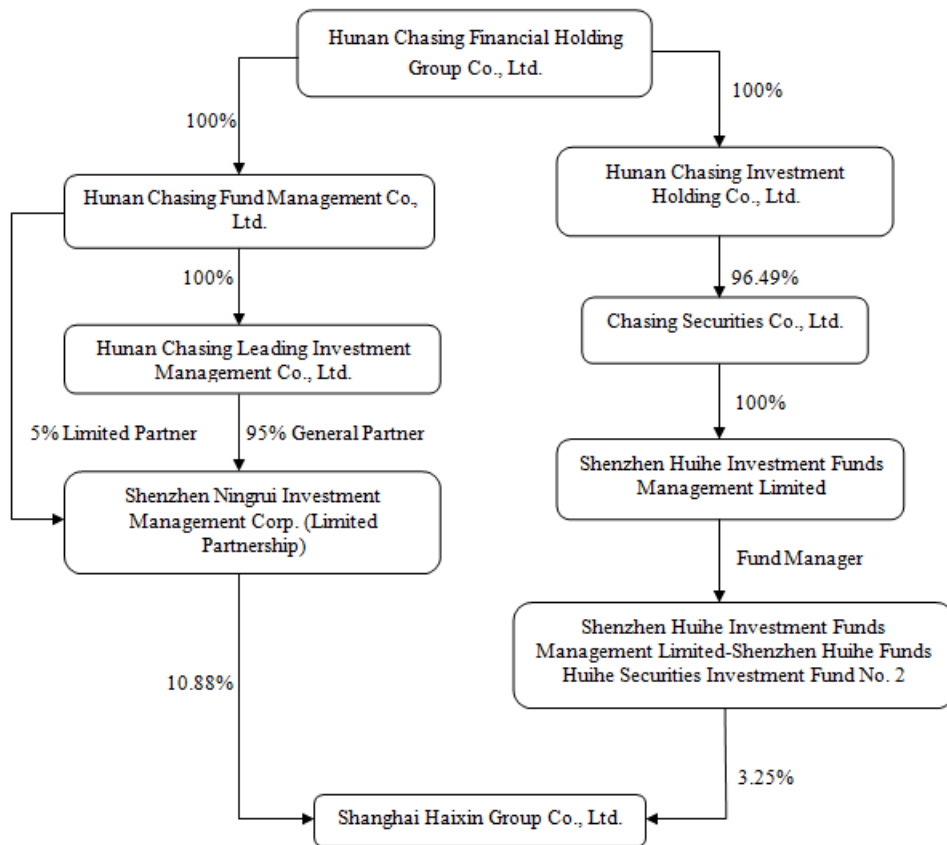 Hunan Chasing Financial Holding
Group Co., Ltd.
100%
100%
Hunan Chasing Fund Management Co.,
Ltd.
Hunan Chasing Investment
Holding Co., Ltd.
100%
96.49%
Hunan Chasing Leading Investment
Management Co., Ltd.
Chasing Securities Co., Ltd.
100%
5% Limited Partner
95% General Partner
Shenzhen Ningrui Investment
Management Corp. (Limited
Partnership)
Shenzhen Huihe Investment Funds
Management Limited
Fund Manager
Shenzhen Huihe Investment Funds
Management Limited-Shenzhen Huihe Funds
Huihe Securities Investment Fund No. 2
10.88%
3.25%
Shanghai Haixin Group Co., Ltd.